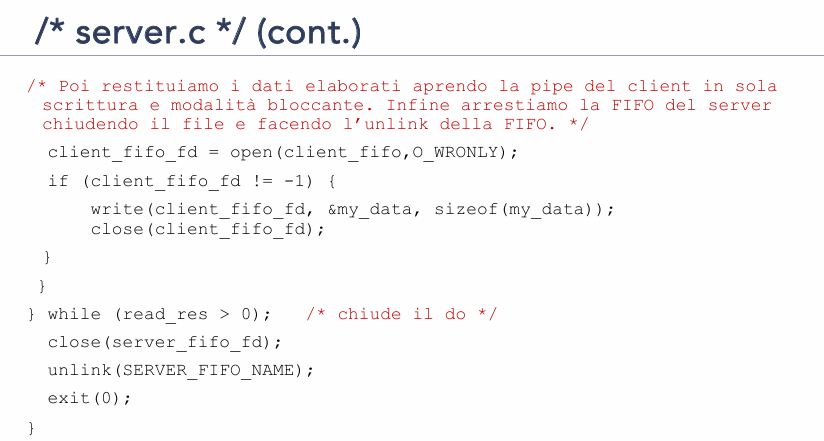 /* server.c */ (cont.)
/* Poi restituiamo i dati elaborati aprendo la pipe del client in sola
scrittura e modalità bloccante. Infine arrestiamo la FIFO del server
chiudendo il file e facendo l’unlink della FIFO. */
client_fifo_fd = open(client_fifo,O_WRONLY);
if (client_fifo_fd != -1) {
write(client_fifo_fd, &my_data, sizeof(my_data));
close(client_fifo_fd);
}
}
} while (read_res > 0); /* chiude il do */
close(server_fifo_fd);
unlink(SERVER_FIFO_NAME);
exit(0);
}